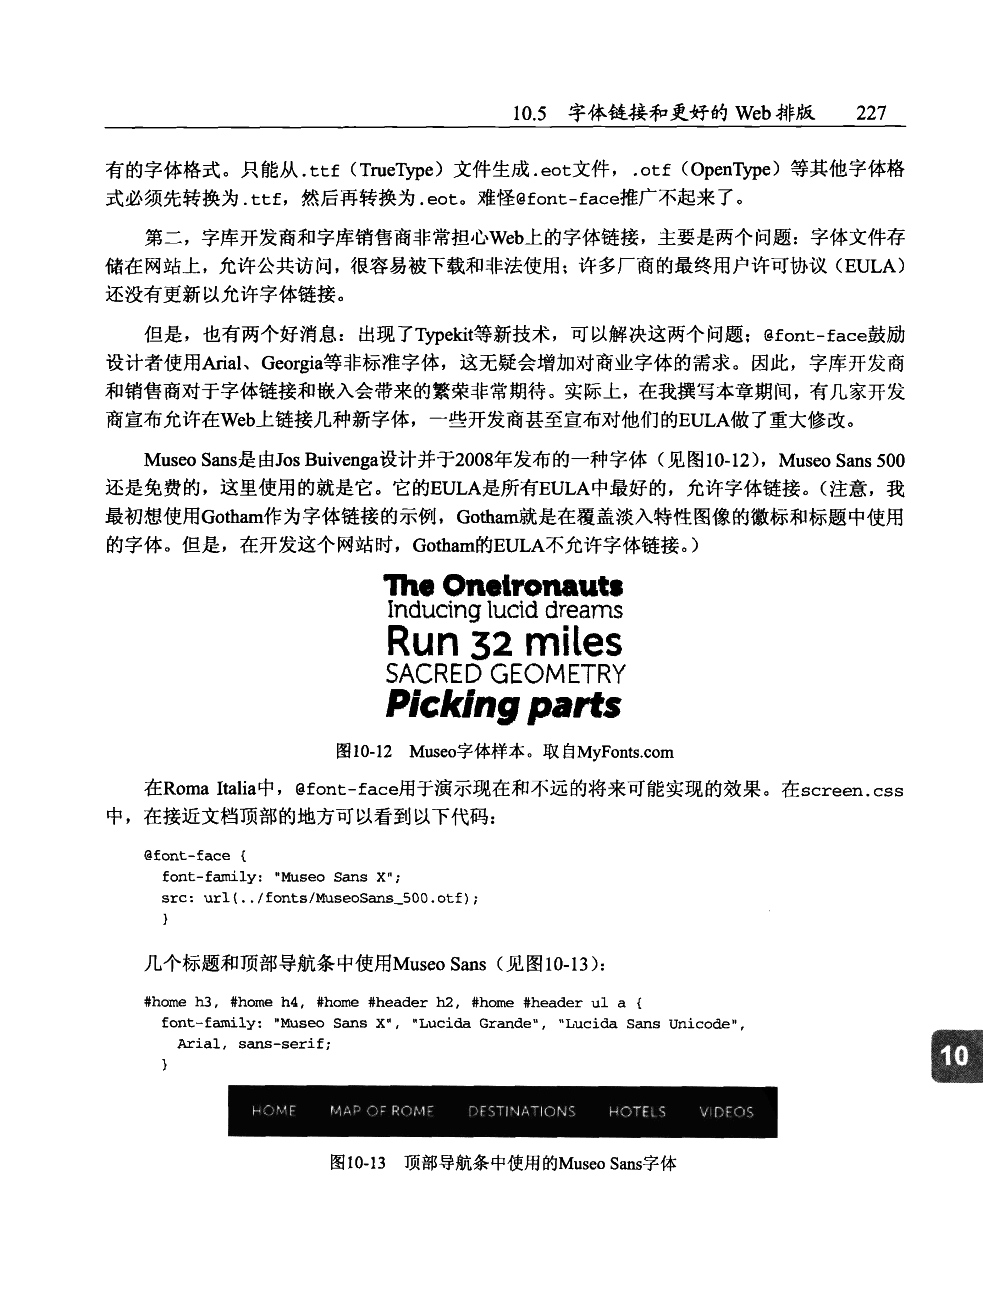 10.5 字体链接和更好的 Web 排版 227
有的字体格式。只能从.ttf（TrueType）文件生成.eot文件，.otf（OpenType）等其他字体格
式必须先转换为.ttf，然后再转换为.eot。难怪@font-face推广不起来了。
第二，字库开发商和字库销售商非常担心Web上的字体链接，主要是两个问题：字体文件存
储在网站上，允许公共访问，很容易被下载和非法使用；许多厂商的最终用户许可协议（EULA）
还没有更新以允许字体链接。
但是，也有两个好消息：出现了Typekit等新技术，可以解决这两个问题；@font-face鼓励
设计者使用Arial、Georgia等非标准字体，这无疑会增加对商业字体的需求。因此，字库开发商
和销售商对于字体链接和嵌入会带来的繁荣非常期待。实际上，在我撰写本章期间，有几家开发
商宣布允许在Web上链接几种新字体，一些开发商甚至宣布对他们的EULA做了重大修改。
Museo Sans是由Jos Buivenga设计并于2008年发布的一种字体（见图10-12），Museo Sans 500
还是免费的，这里使用的就是它。它的EULA是所有EULA中最好的，允许字体链接。（注意，我
最初想使用Gotham作为字体链接的示例，Gotham就是在覆盖淡入特性图像的徽标和标题中使用
的字体。但是，在开发这个网站时，Gotham的EULA不允许字体链接。）
The Oneironauts
Inducing lucid dreams
Run 32 miles
SACRED GEOMETRY
Picking parts
图10-12 Museo字体样本。取自MyFonts.com
在Roma Italia中，@font-face用于演示现在和不远的将来可能实现的效果。在screen.css
中，在接近文档顶部的地方可以看到以下代码：
@font-face {
font-family: "Museo Sans X";
src: url(../fonts/MuseoSans_500.otf);
}
几个标题和顶部导航条中使用Museo Sans（见图10-13）：
#home h3, #home h4, #home #header h2, #home #header ul a {
font-family: "Museo Sans X", "Lucida Grande", "Lucida Sans Unicode",
Arial, sans-serif;
}
10
HOME MAP OF ROME DESTINATIONS HOTELS VIDEOS
图10-13 顶部导航条中使用的Museo Sans字体